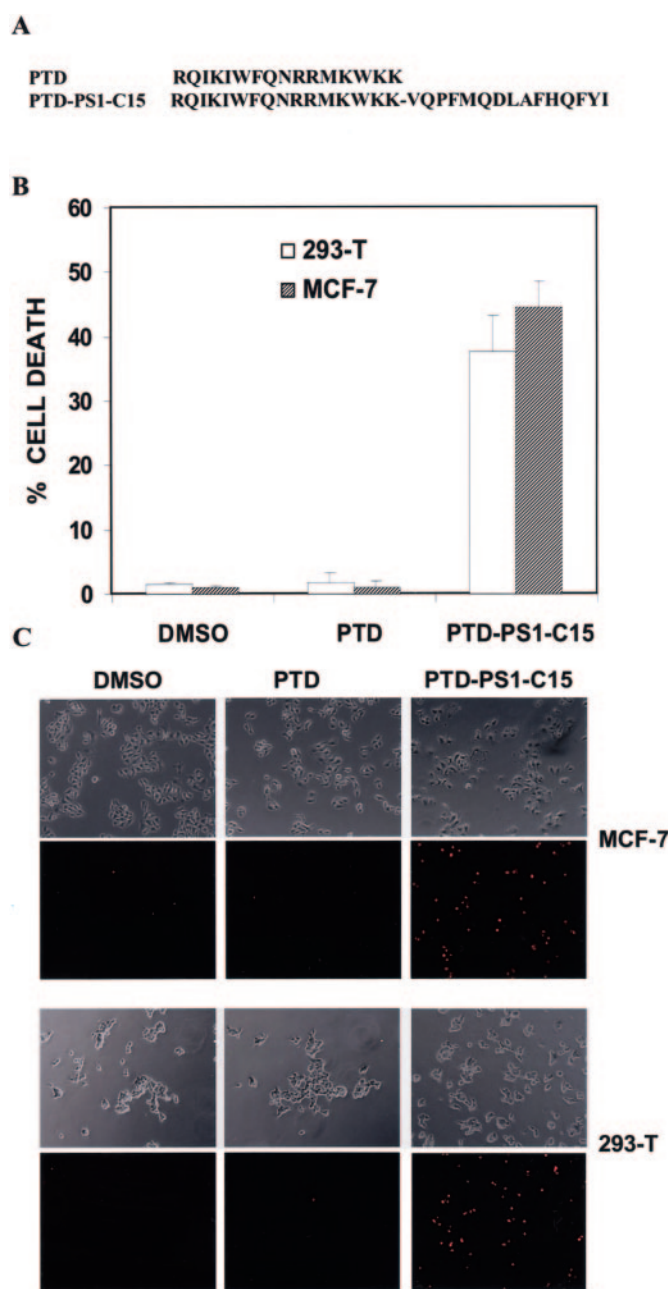 A
PTD RQIKIWFQNRRMKWKK
PTD-PS1-C15 RQIKIWFQNRRMKWKK-VQPFMQDLAFHQFYI
B
60
50
40
30
20
10
0
% CELL DEATH
293-T
MCF-7
DMSO PTD PTD-PS1-C15
C
DMSO PTD PTD-PS1-C15
MCF-7
293-T